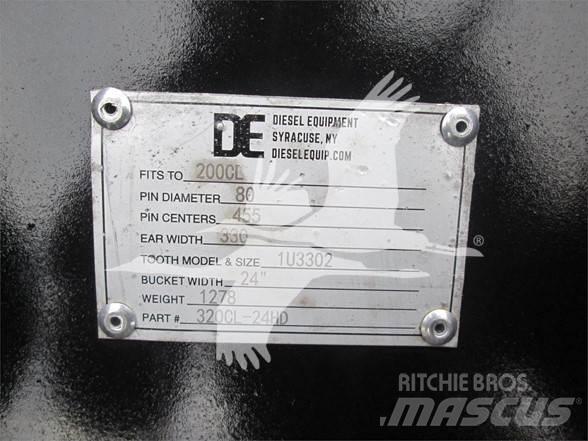 DE
DIESEL EQUIPMENT
SYRACUSE, NY
DIESELEQUIP.COM
FITS TO 200CL
PIN DIAMETER 80
PIN CENTERS 455
EAR WIDTH 330
TOOTH MODEL & SIZE 1U3302
BUCKET WIDTH 24"
WEIGHT 1278
PART # 320CL-24HD
®
RITCHIE BROS.
MASCUS